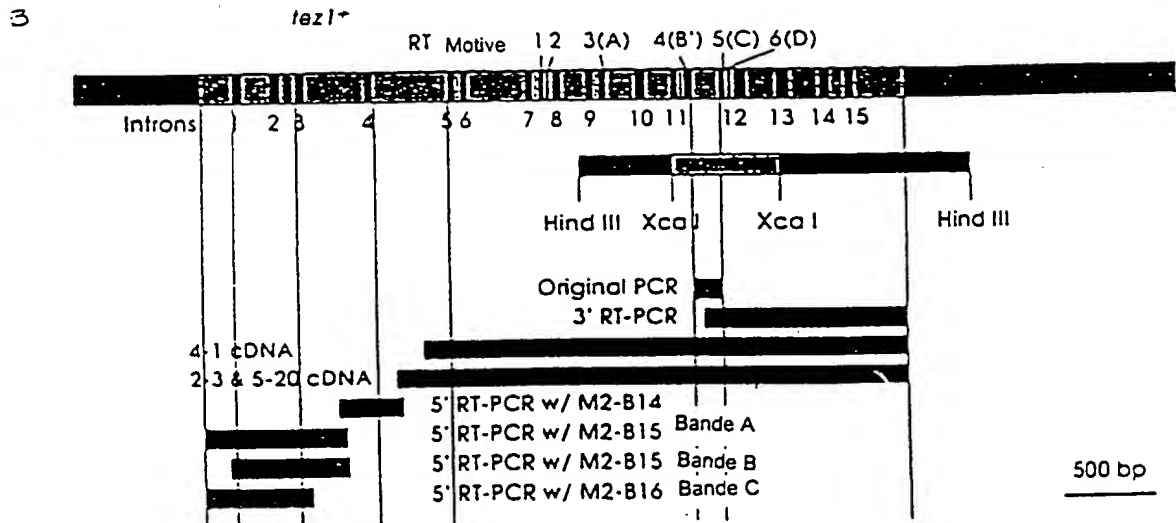 3
tez1+
RT Motive 1 2 3(A) 4(B') 5(C) 6(D)
Introns 1 2 3 4 5 6 7 8 9 10 11 12 13 14 15
Hind III Xca I Xca I Hind III
Original PCR
3' RT-PCR
4-1 cDNA
2-3 & 5-20 cDNA
5' RT-PCR w/ M2-B14
5' RT-PCR w/ M2-B15 Bande A
5' RT-PCR w/ M2-B15 Bande B
5' RT-PCR w/ M2-B16 Bande C
500 bp